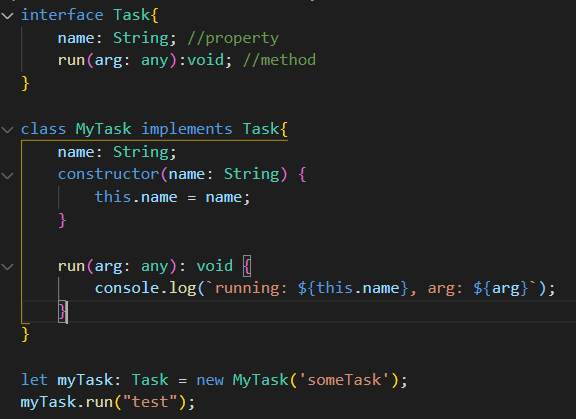 interface Task{
    name: String; //property
    run(arg: any):void; //method
}
class MyTask implements Task{
    name: String;
    constructor(name: String) {
        this.name = name;
    }
    run(arg: any): void {
        console.log(`running: ${this.name}, arg: ${arg}`);
    }
}
let myTask: Task = new MyTask('someTask');
myTask.run("test");